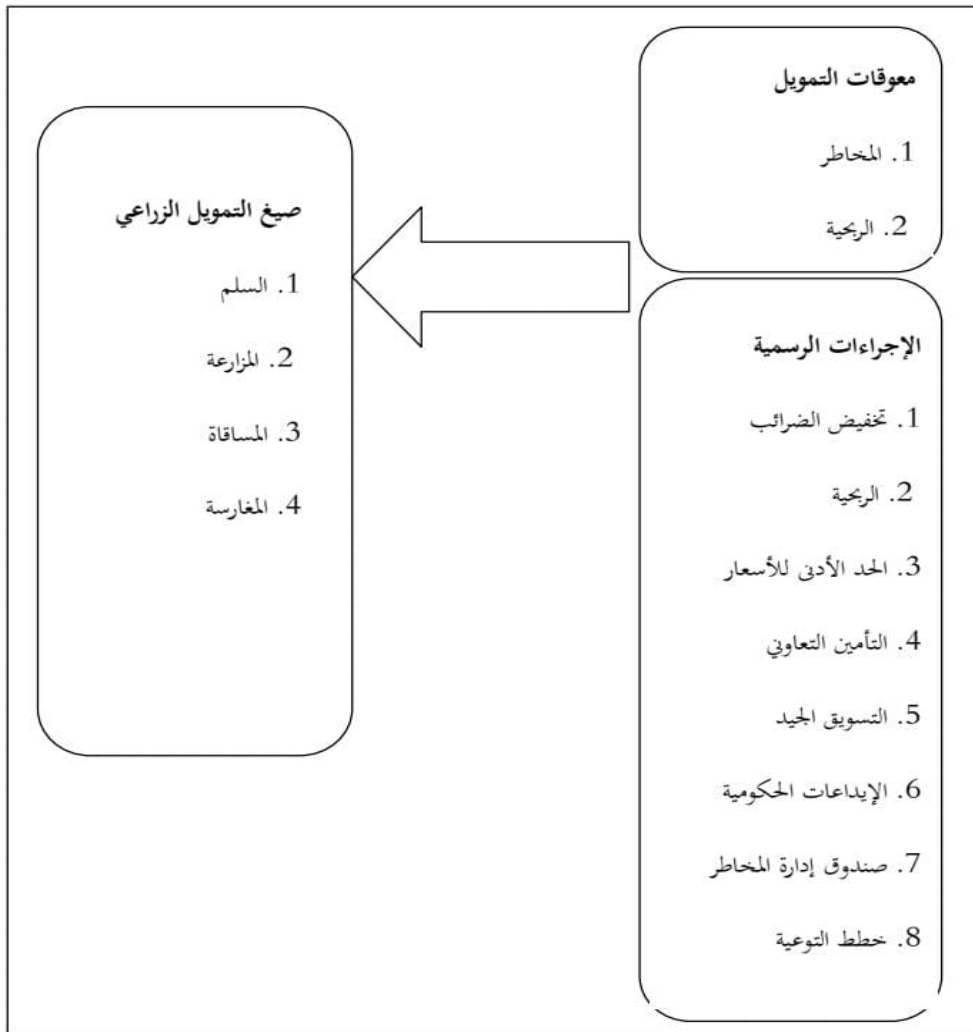 معوقات التمويل
1. المخاطر
2. الربحية
الإجراءات الرسمية
1. تخفيض الضرائب
2. الربحية
3. الحد الأدنى للأسعار
4. التأمين التعاوني
5. التسويق الجيد
6. الإيداعات الحكومية
7. صندوق إدارة المخاطر
8. خطط التوعية
صيغ التمويل الزراعي
1. السلم
2. المزارعة
3. المساقاة
4. المغارسة